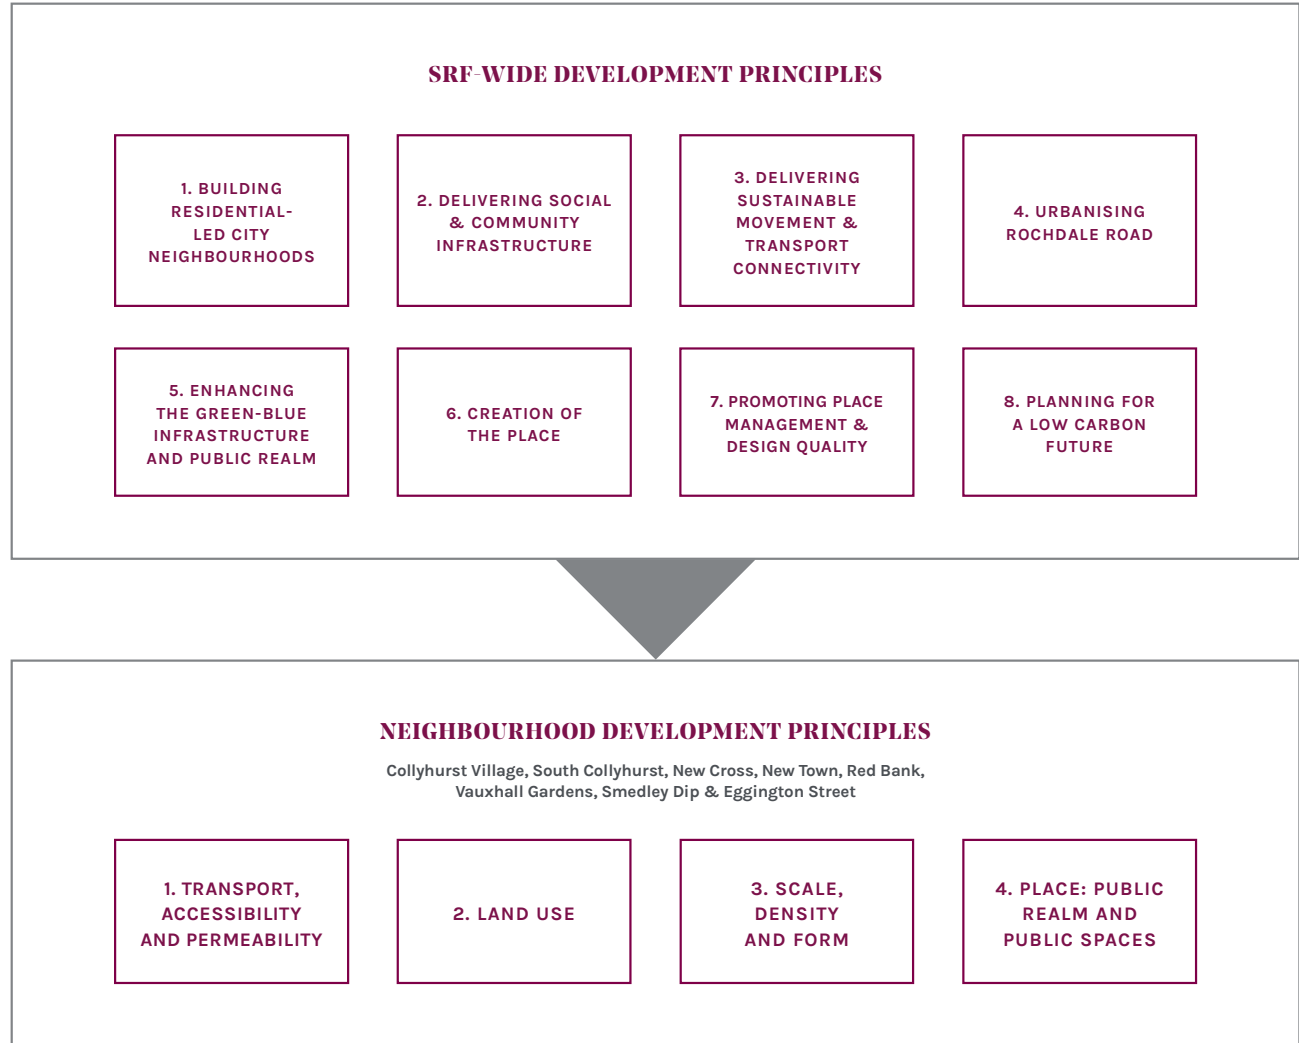 SRF-WIDE DEVELOPMENT PRINCIPLES
1. BUILDING
RESIDENTIAL-
LED CITY
NEIGHBOURHOODS
2. DELIVERING SOCIAL
& COMMUNITY
INFRASTRUCTURE
3. DELIVERING
SUSTAINABLE
MOVEMENT &
TRANSPORT
CONNECTIVITY
4. URBANISING
ROCHDALE ROAD
5. ENHANCING
THE GREEN-BLUE
INFRASTRUCTURE
AND PUBLIC REALM
6. CREATION OF
THE PLACE
7. PROMOTING PLACE
MANAGEMENT &
DESIGN QUALITY
8. PLANNING FOR
A LOW CARBON
FUTURE
NEIGHBOURHOOD DEVELOPMENT PRINCIPLES
Collyhurst Village, South Collyhurst, New Cross, New Town, Red Bank,
Vauxhall Gardens, Smedley Dip & Eggington Street
1. TRANSPORT,
ACCESSIBILITY
AND PERMEABILITY
2. LAND USE
3. SCALE,
DENSITY
AND FORM
4. PLACE: PUBLIC
REALM AND
PUBLIC SPACES